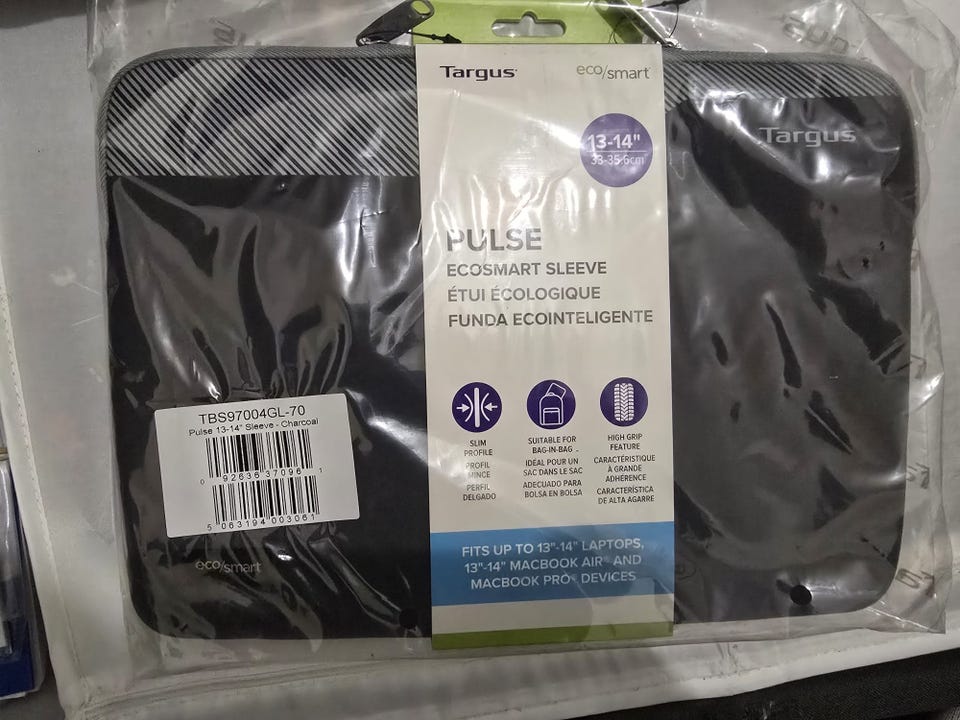 Targus
eco/smart
13-14"
33-35.6cm
Targus
PULSE
ECOSMART SLEEVE
ÉTUI ÉCOLOGIQUE
FUNDA ECOINTELIGENTE
SLIM
PROFILE
PROFIL
MINCE
PERFIL
DELGADO
SUITABLE FOR
BAG-IN-BAG
IDÉAL POUR UN
SAC DANS LE SAC
ADECUADO PARA
BOLSA EN BOLSA
HIGH GRIP
FEATURE
CARACTÉRISTIQUE
À GRANDE
ADHÉRENCE
CARACTERÍSTICA
DE ALTA AGARRE
TBS97004GL-70
Pulse 13-14" Sleeve - Charcoal
0 92636 37096 1
5 063194 003061
eco/smart
FITS UP TO 13"-14" LAPTOPS,
13"-14" MACBOOK AIR® AND
MACBOOK PRO® DEVICES